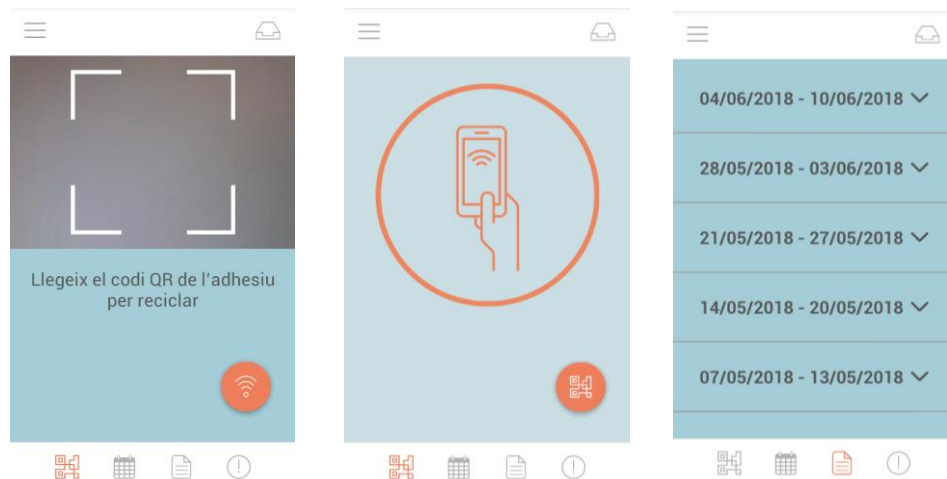 Llegeix el codi QR de l'adhesiu
per reciclar
04/06/2018 - 10/06/2018
28/05/2018 - 03/06/2018
21/05/2018 - 27/05/2018
14/05/2018 - 20/05/2018
07/05/2018 - 13/05/2018